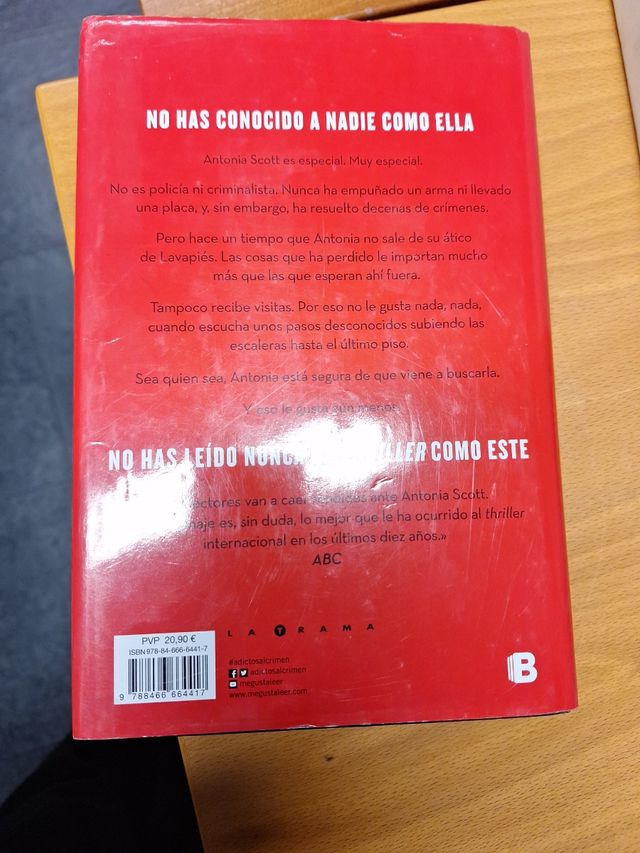 NO HAS CONOCIDO A NADIE COMO ELLA
Antonia Scott es especial. Muy especial.
No es policía ni criminalista. Nunca ha empuñado un arma ni llevado
una placa, y, sin embargo, ha resuelto decenas de crímenes.
Pero hace un tiempo que Antonia no sale de su ático
de Lavapiés. Las cosas que ha perdido le importan mucho
más que las que esperan ahí fuera.
Tampoco recibe visitas. Por eso no le gusta nada, nada,
cuando escucha unos pasos desconocidos subiendo las
escaleras hasta el último piso.
Sea quien sea, Antonia está segura de que viene a buscarla.
Y eso le gusta aún menos.
NO HAS LEÍDO NUNCA COMO ESTE
van a caer ante Antonia Scott.
es, sin duda, lo mejor que le ha ocurrido al thriller
internacional en los últimos diez años.»
ABC
LA TRAMA
PVP 20,90 €
ISBN 978-84-666-6441-7
9 788466 664417
#adictosalcrimen
adictosalcrimen
megustaleer
www.megustaleer.com
B